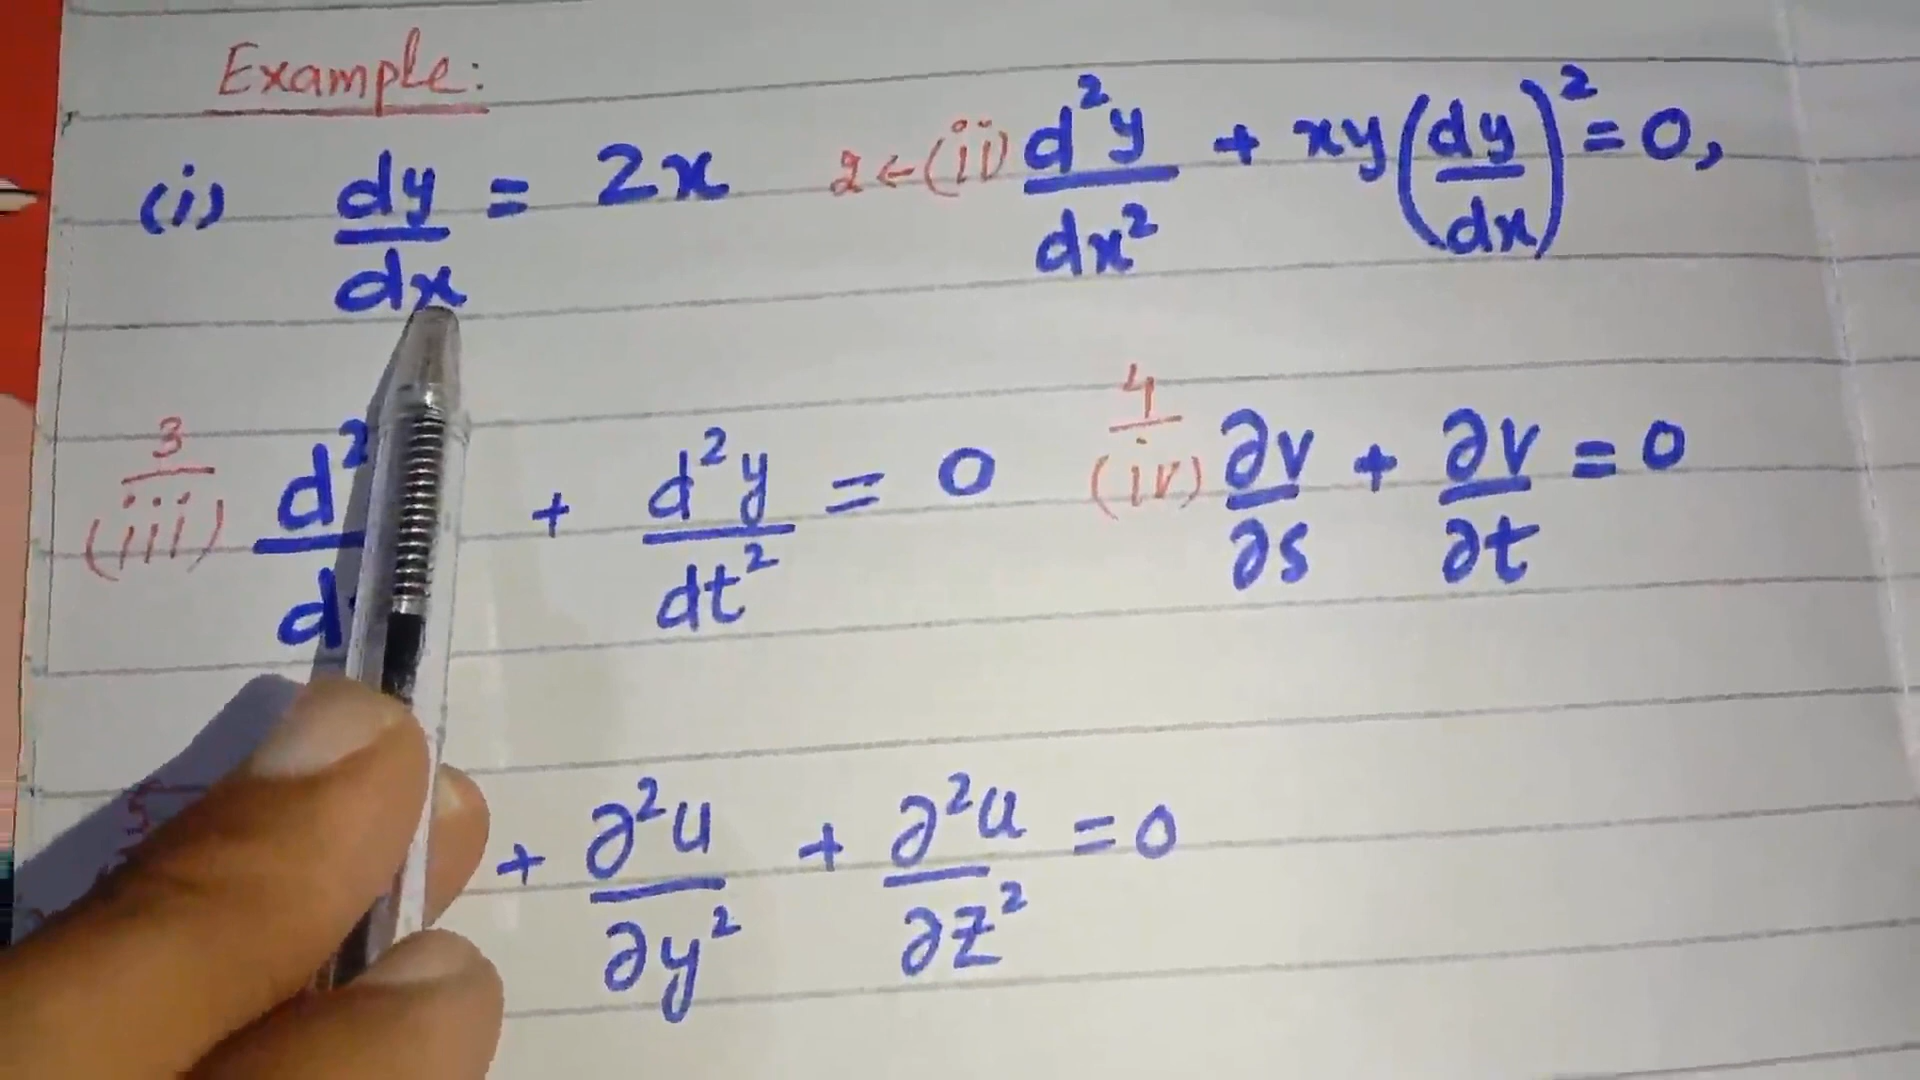 Example:
(i) dy/dx = 2x 2 ← (ii) d²y/dx² + xy(dy/dx)² = 0,
3
(iii) + d²y/dt² = 0
4
(iv) ∂v/∂s + ∂v/∂t = 0
5
+ ∂²u/∂y² + ∂²u/∂z² = 0